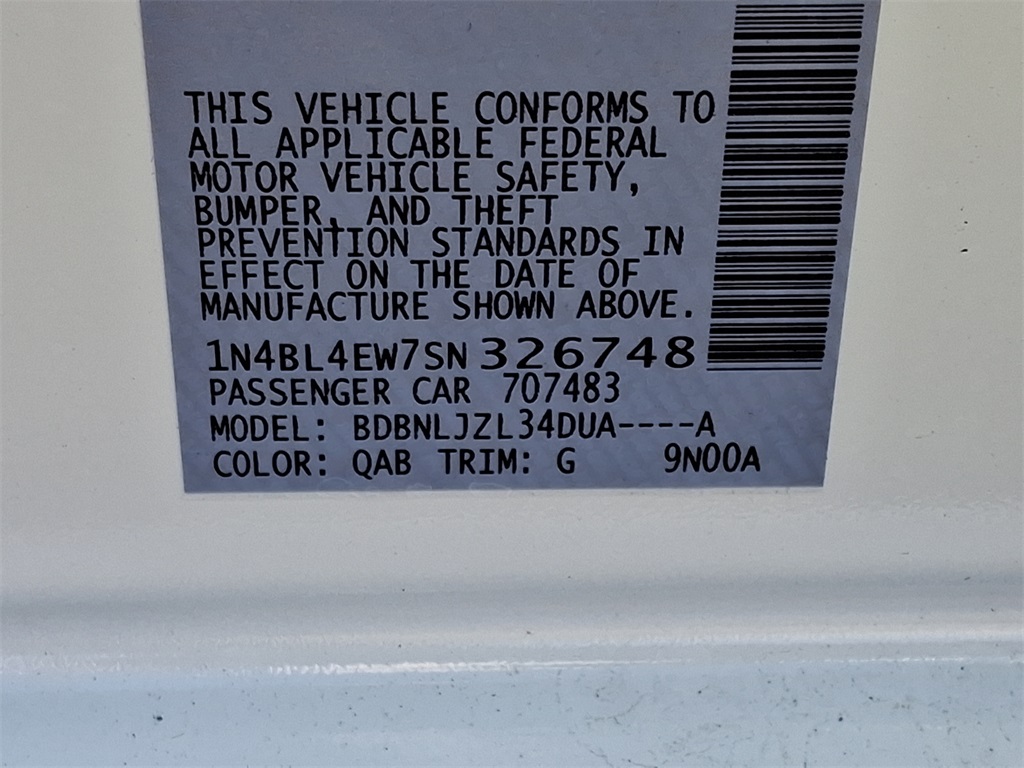 THIS VEHICLE CONFORMS TO
ALL APPLICABLE FEDERAL
MOTOR VEHICLE SAFETY,
BUMPER, AND THEFT
PREVENTION STANDARDS IN
EFFECT ON THE DATE OF
MANUFACTURE SHOWN ABOVE.
1N4BL4EW7SN326748
PASSENGER CAR 707483
MODEL: BDBNLJZL34DUA----A
COLOR: QAB TRIM: G 9N00A